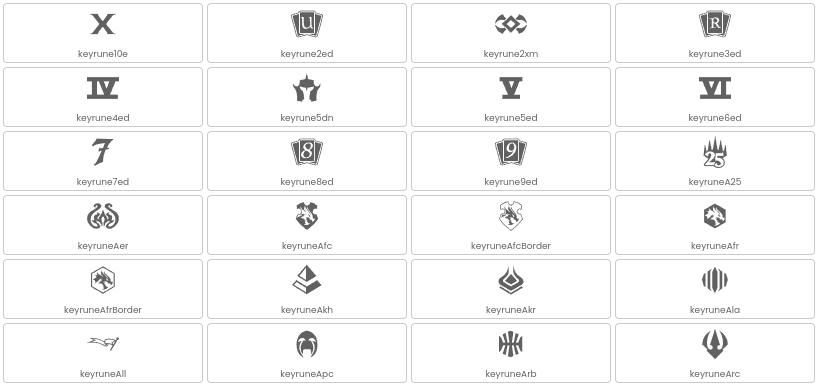 X
U
R
keyrune10e
keyrune2ed
keyrune2xm
keyrune3ed
IV
V
VI
keyrune4ed
keyrune5dn
keyrune5ed
keyrune6ed
7
8
9
25
keyrune7ed
keyrune8ed
keyrune9ed
keyruneA25
keyruneAer
keyruneAfc
keyruneAfcBorder
keyruneAfr
keyruneAfrBorder
keyruneAkh
keyruneAkr
keyruneAla
keyruneAll
keyruneApc
keyruneArb
keyruneArc